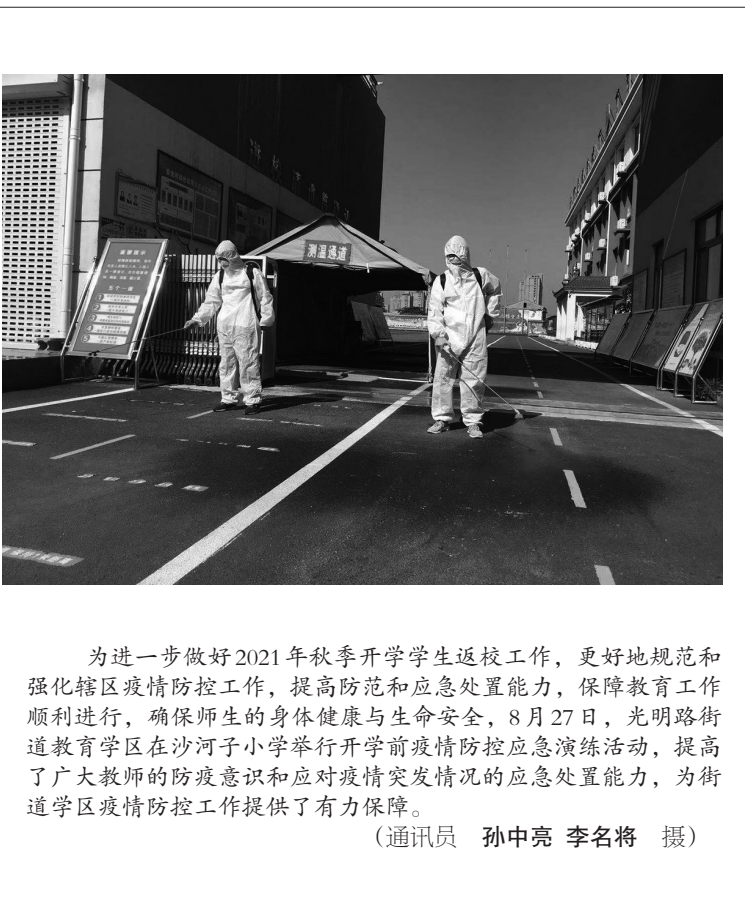 测温通道
温馨提示
五个一律
为进一步做好2021年秋季开学学生返校工作，更好地规范和
强化辖区疫情防控工作，提高防范和应急处置能力，保障教育工作
顺利进行，确保师生的身体健康与生命安全，8月27日，光明路街
道教育学区在沙河子小学举行开学前疫情防控应急演练活动，提高
了广大教师的防疫意识和应对疫情突发情况的应急处置能力，为街
道学区疫情防控工作提供了有力保障。
（通讯员 孙中亮 李名将 摄）